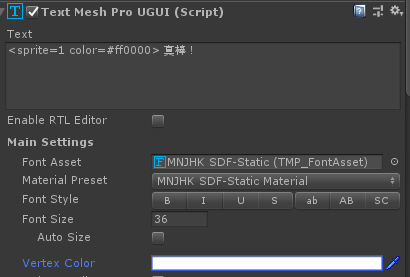 Text Mesh Pro UGUI (Script)
Text
<sprite=1 color=#ff0000> 真棒！
Enable RTL Editor
Main Settings
Font Asset
MNJHK SDF-Static (TMP_FontAsset)
Material Preset
MNJHK SDF-Static Material
Font Style
B I U S ab AB SC
Font Size
36
Auto Size
Vertex Color